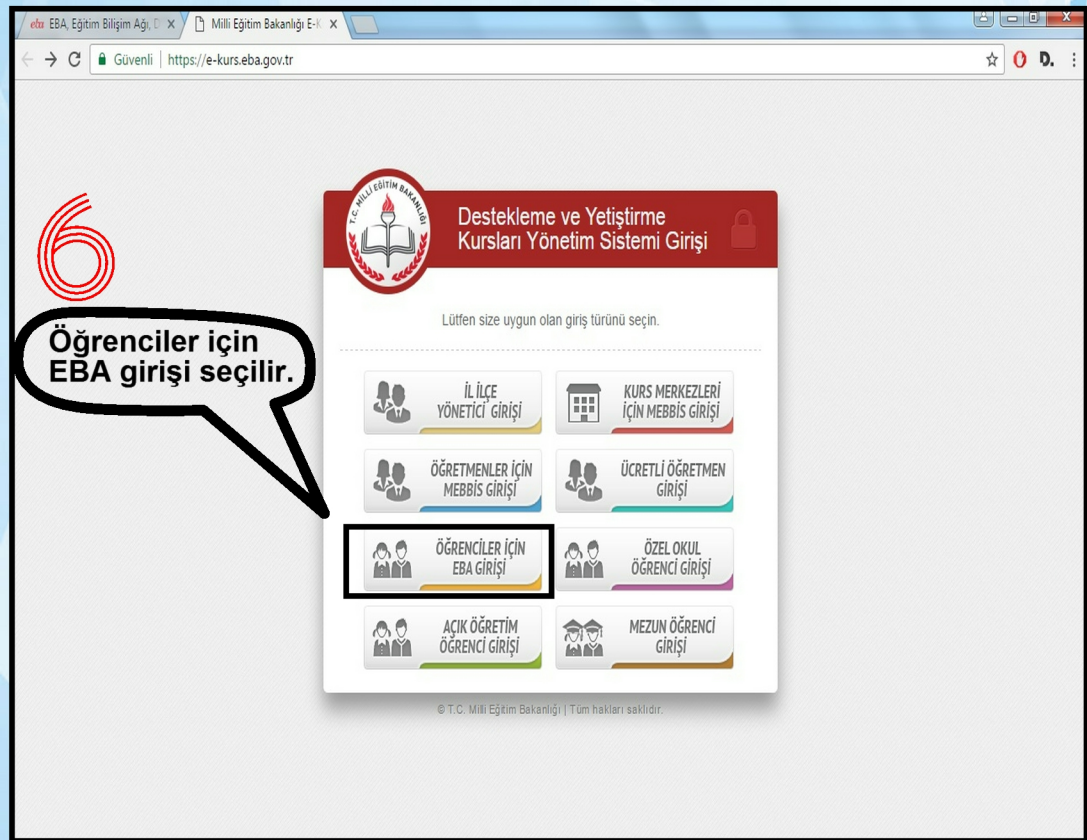 eba EBA, Eğitim Bilişim Ağı, D
Milli Eğitim Bakanlığı E-K
Güvenli | https://e-kurs.eba.gov.tr
T.C. MİLLİ EĞİTİM BAKANLIĞI
Destekleme ve Yetiştirme
Kursları Yönetim Sistemi Girişi
6
Öğrenciler için
EBA girişi seçilir.
Lütfen size uygun olan giriş türünü seçin.
İL İLÇE
YÖNETİCİ GİRİŞİ
KURS MERKEZLERİ
İÇİN MEBBİS GİRİŞİ
ÖĞRETMENLER İÇİN
MEBBİS GİRİŞİ
ÜCRETLİ ÖĞRETMEN
GİRİŞİ
ÖĞRENCİLER İÇİN
EBA GİRİŞİ
ÖZEL OKUL
ÖĞRENCİ GİRİŞİ
AÇIK ÖĞRETİM
ÖĞRENCİ GİRİŞİ
MEZUN ÖĞRENCİ
GİRİŞİ
© T.C. Milli Eğitim Bakanlığı | Tüm hakları saklıdır.